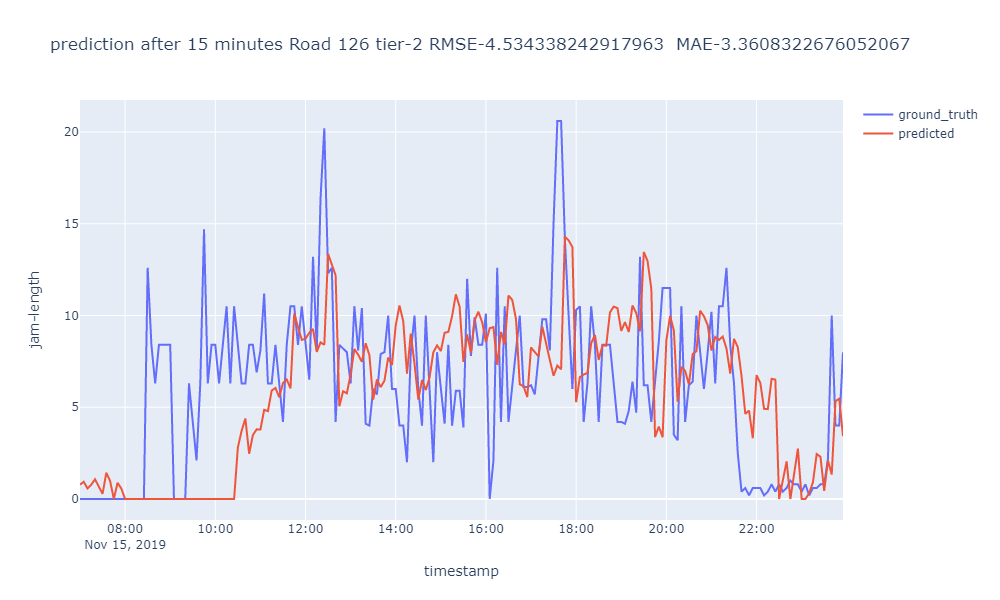 prediction after 15 minutes Road 126 tier-2 RMSE-4.534338242917963  MAE-3.3608322676052067
ground_truth
predicted
20
15
10
5
0
jam-length
08:00 10:00 12:00 14:00 16:00 18:00 20:00 22:00
Nov 15, 2019
timestamp